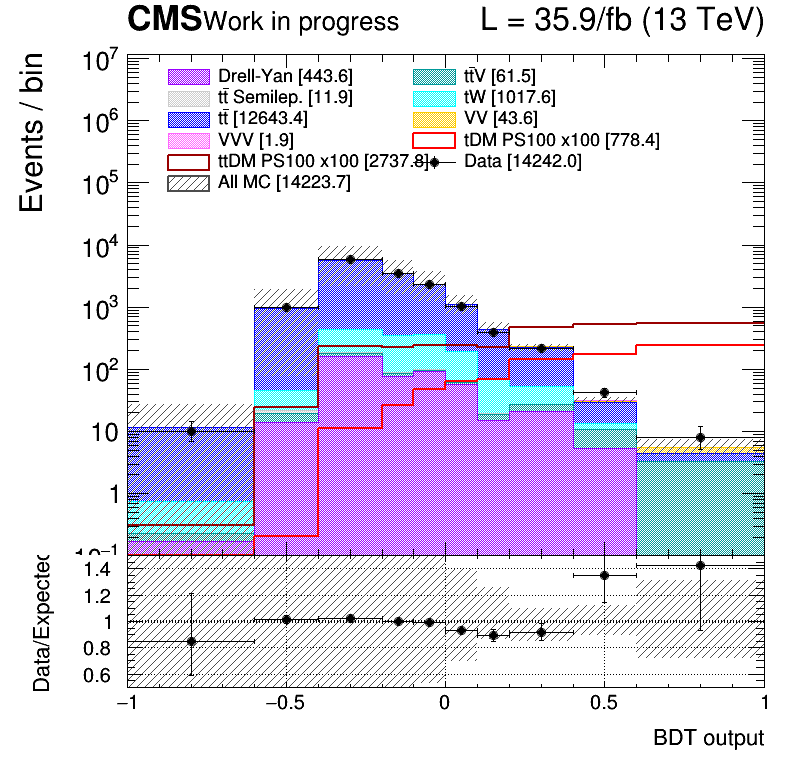 CMS Work in progress L = 35.9/fb (13 TeV)
Events / bin
10⁷
10⁶
10⁵
10⁴
10³
10²
10
1
10⁻¹
Drell-Yan [443.6] tt̄V [61.5]
tt̄ Semilep. [11.9] tW [1017.6]
tt̄ [12643.4] VV [43.6]
VVV [1.9] tDM PS100 x100 [778.4]
ttDM PS100 x100 [2737.8] Data [14242.0]
All MC [14223.7]
Data/Expected
1.4
1.2
1
0.8
0.6
−1 −0.5 0 0.5 1
BDT output